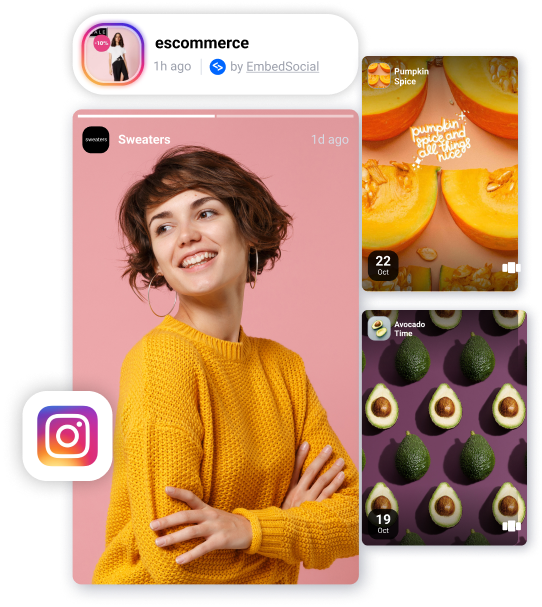 SALE
-10%
escommerce
1h ago
by EmbedSocial
sweaters
Sweaters
1d ago
Pumpkin
Spice
pumpkin
spice and
all things
nice
22
Oct
Avocado
Time
19
Oct